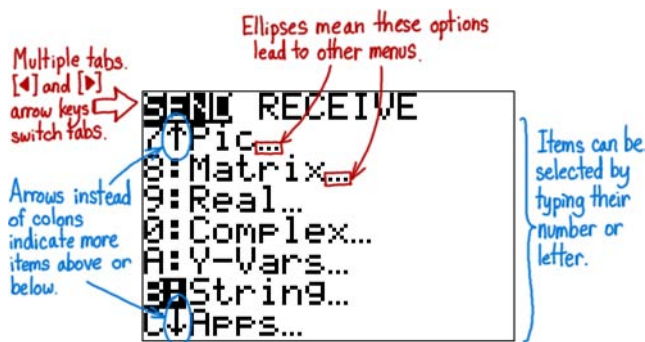 Ellipses mean these options
lead to other menus.
Multiple tabs.
[◄] and [►]
arrow keys
switch tabs.
SEND RECEIVE
7↑Pic...
8:Matrix...
9:Real...
0:Complex...
A:Y-Vars...
B:String...
C↓Apps...
Arrows instead
of colons
indicate more
items above or
below.
Items can be
selected by
typing their
number or
letter.